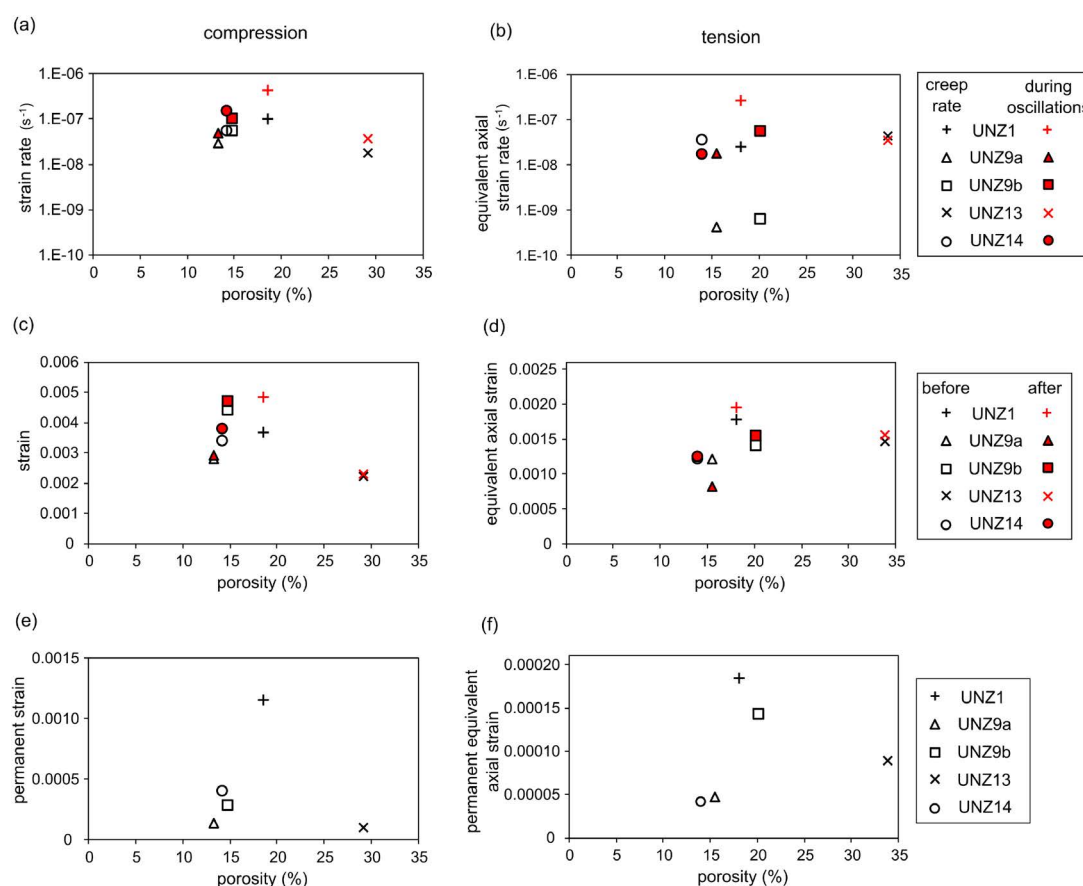 (a)
compression
(b)
tension
1.E-06
1.E-07
1.E-08
1.E-09
1.E-10
strain rate (s⁻¹)
0 5 10 15 20 25 30 35
porosity (%)
1.E-06
1.E-07
1.E-08
1.E-09
1.E-10
equivalent axial
strain rate (s⁻¹)
0 5 10 15 20 25 30 35
porosity (%)
creep during
rate oscillations
UNZ1
UNZ9a
UNZ9b
UNZ13
UNZ14
(c)
0.006
0.005
0.004
0.003
0.002
0.001
0
strain
0 5 10 15 20 25 30 35
porosity (%)
(d)
0.0025
0.0020
0.0015
0.0010
0.0005
0
equivalent axial strain
0 5 10 15 20 25 30 35
porosity (%)
before after
UNZ1
UNZ9a
UNZ9b
UNZ13
UNZ14
(e)
0.0015
0.0010
0.0005
0
permanent strain
0 5 10 15 20 25 30 35
porosity (%)
(f)
0.00020
0.00015
0.00010
0.00005
0
permanent equivalent
axial strain
0 5 10 15 20 25 30 35
porosity (%)
UNZ1
UNZ9a
UNZ9b
UNZ13
UNZ14